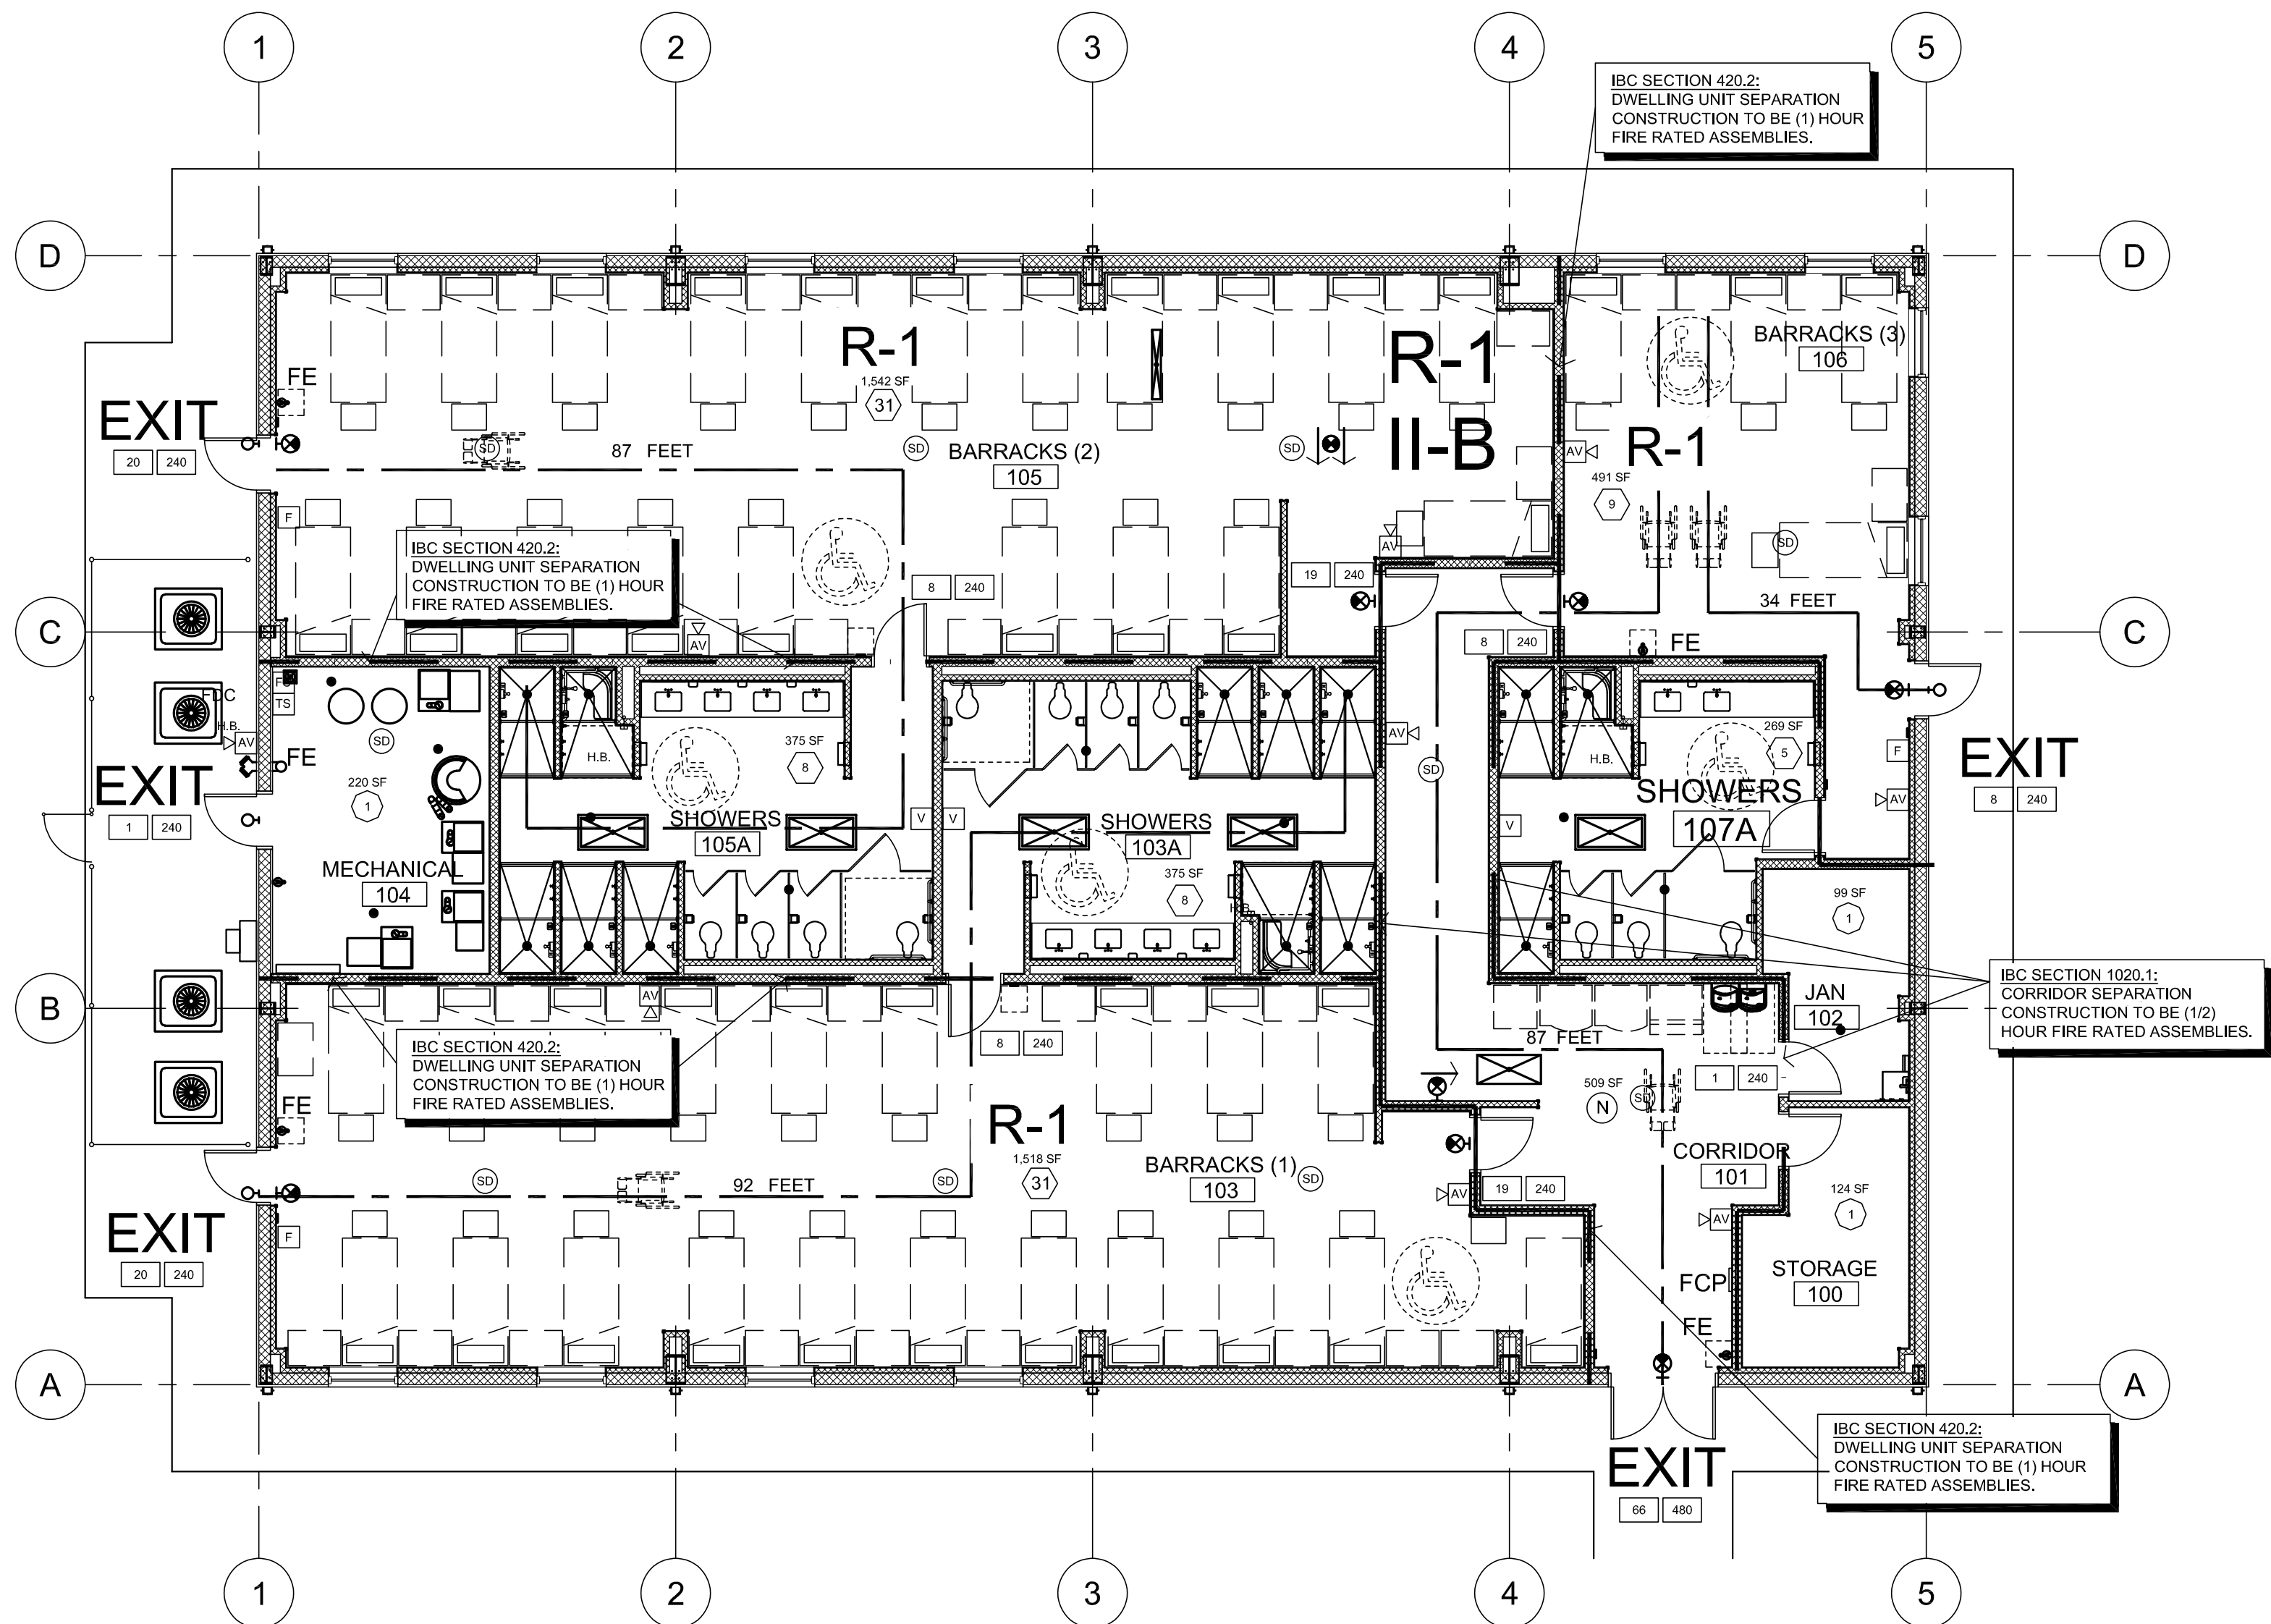 1 2 3 4 5
IBC SECTION 420.2:
DWELLING UNIT SEPARATION
CONSTRUCTION TO BE (1) HOUR
FIRE RATED ASSEMBLIES.
D D
R-1
1,542 SF
31
R-1
II-B
BARRACKS (3)
106
FE
EXIT
20 240
87 FEET
SD
SD
BARRACKS (2)
105
SD
AV
R-1
491 SF
9
F
IBC SECTION 420.2:
DWELLING UNIT SEPARATION
CONSTRUCTION TO BE (1) HOUR
FIRE RATED ASSEMBLIES.
AV
SD
8 240
19 240
34 FEET
C C
AV
8 240
FE
FDC
H.B.
AV
FE
TS
SD
EXIT
1 240
220 SF
1
MECHANICAL
104
H.B.
375 SF
8
SHOWERS
105A
V V
SHOWERS
103A
375 SF
8
H.B.
AV
SD
V
H.B.
269 SF
5
SHOWERS
107A
F
AV
EXIT
8 240
99 SF
1
IBC SECTION 1020.1:
CORRIDOR SEPARATION
CONSTRUCTION TO BE (1/2)
HOUR FIRE RATED ASSEMBLIES.
B
AV
JAN
102
IBC SECTION 420.2:
DWELLING UNIT SEPARATION
CONSTRUCTION TO BE (1) HOUR
FIRE RATED ASSEMBLIES.
8 240
87 FEET
1 240
509 SF
N
SD
FE
R-1
1,518 SF
31
SD
92 FEET
SD
BARRACKS (1)
103
SD
AV
19 240
CORRIDOR
101
AV
124 SF
1
F
EXIT
20 240
FCP
STORAGE
100
FE
A A
IBC SECTION 420.2:
DWELLING UNIT SEPARATION
CONSTRUCTION TO BE (1) HOUR
FIRE RATED ASSEMBLIES.
EXIT
66 480
1 2 3 4 5